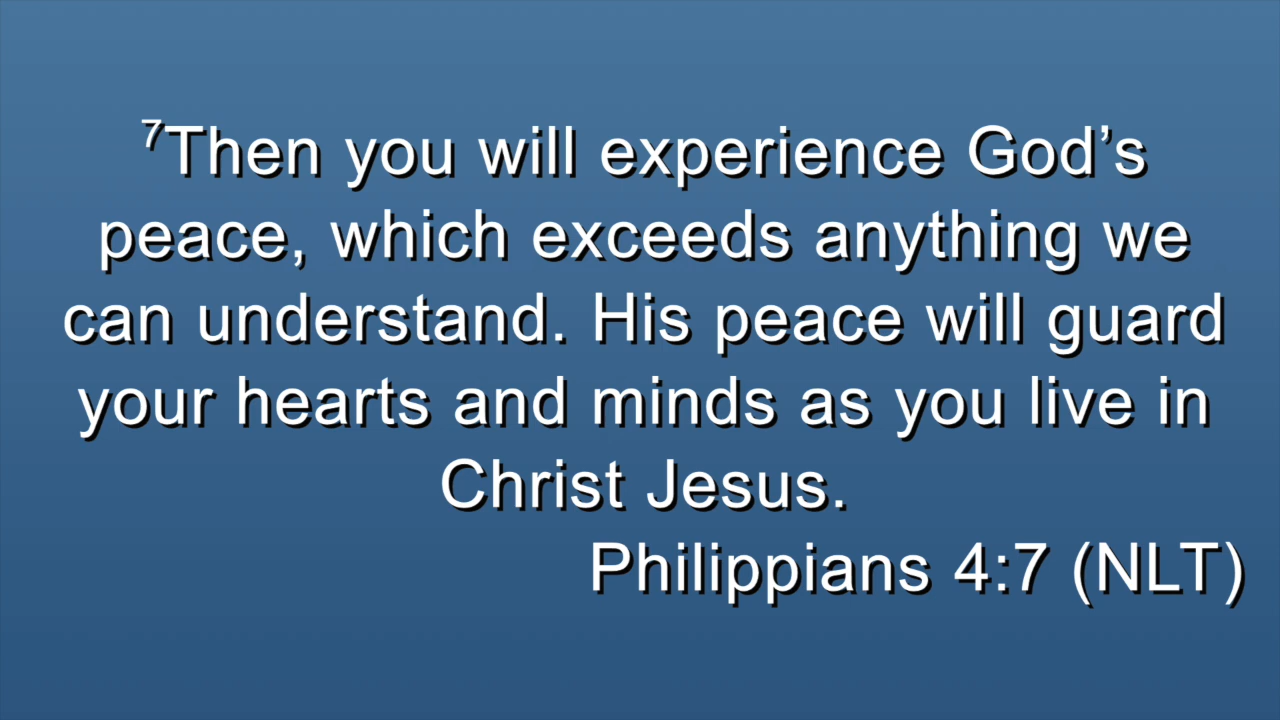 ⁷Then you will experience God’s
peace, which exceeds anything we
can understand. His peace will guard
your hearts and minds as you live in
Christ Jesus.
Philippians 4:7 (NLT)